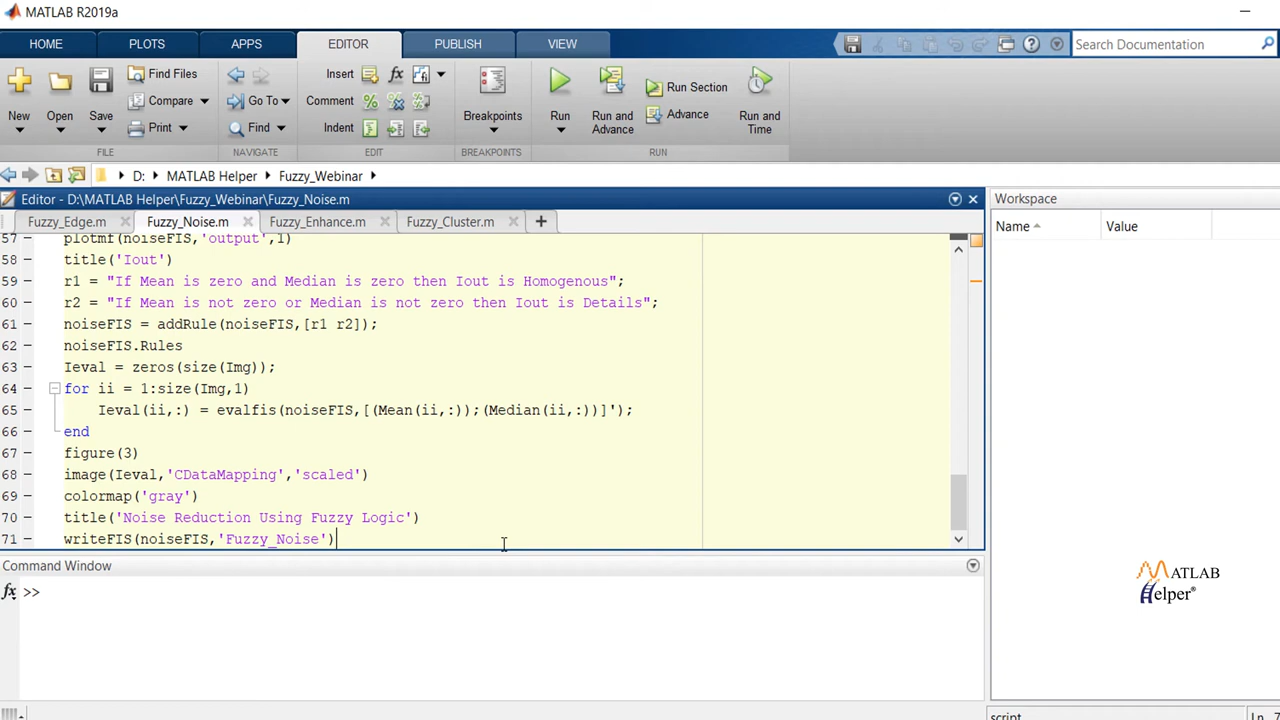 MATLAB R2019a
HOME PLOTS APPS EDITOR PUBLISH VIEW Search Documentation
Find Files Insert fx Run Section
New Open Save Compare Go To Comment Breakpoints Run Run and Advance Advance Run and Time
Print Find Indent
FILE NAVIGATE EDIT BREAKPOINTS RUN
D: MATLAB Helper Fuzzy_Webinar
Editor - D:\MATLAB Helper\Fuzzy_Webinar\Fuzzy_Noise.m
Workspace
Fuzzy_Edge.m Fuzzy_Noise.m Fuzzy_Enhance.m Fuzzy_Cluster.m
Name Value
57 plotmf(noiseFIS,'output',1)
58 title('Iout')
59 r1 = "If Mean is zero and Median is zero then Iout is Homogenous";
60 r2 = "If Mean is not zero or Median is not zero then Iout is Details";
61 noiseFIS = addRule(noiseFIS,[r1 r2]);
62 noiseFIS.Rules
63 Ieval = zeros(size(Img));
64 for ii = 1:size(Img,1)
65 Ieval(ii,:) = evalfis(noiseFIS,[(Mean(ii,:));(Median(ii,:))]');
66 end
67 figure(3)
68 image(Ieval,'CDataMapping','scaled')
69 colormap('gray')
70 title('Noise Reduction Using Fuzzy Logic')
71 writeFIS(noiseFIS,'Fuzzy_Noise')
Command Window
fx >>
MATLAB
Helper®
script Ln